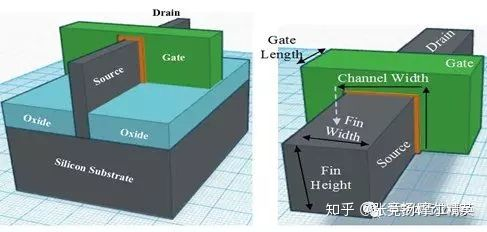 Drain
Gate
Source
Oxide
Oxide
Silicon Substrate
Gate
Length
Drain
Gate
Channel Width
Fin
Width
Source
Fin
Height
知乎